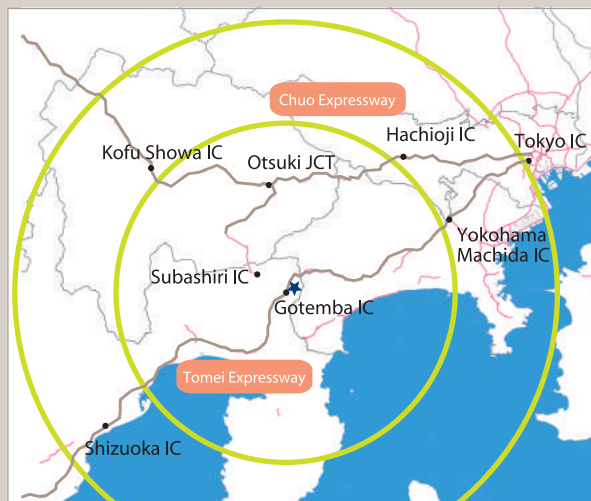 Chuo Expressway
Hachioji IC
Tokyo IC
Kofu Showa IC
Otsuki JCT
Yokohama
Machida IC
Subashiri IC
Gotemba IC
Tomei Expressway
Shizuoka IC